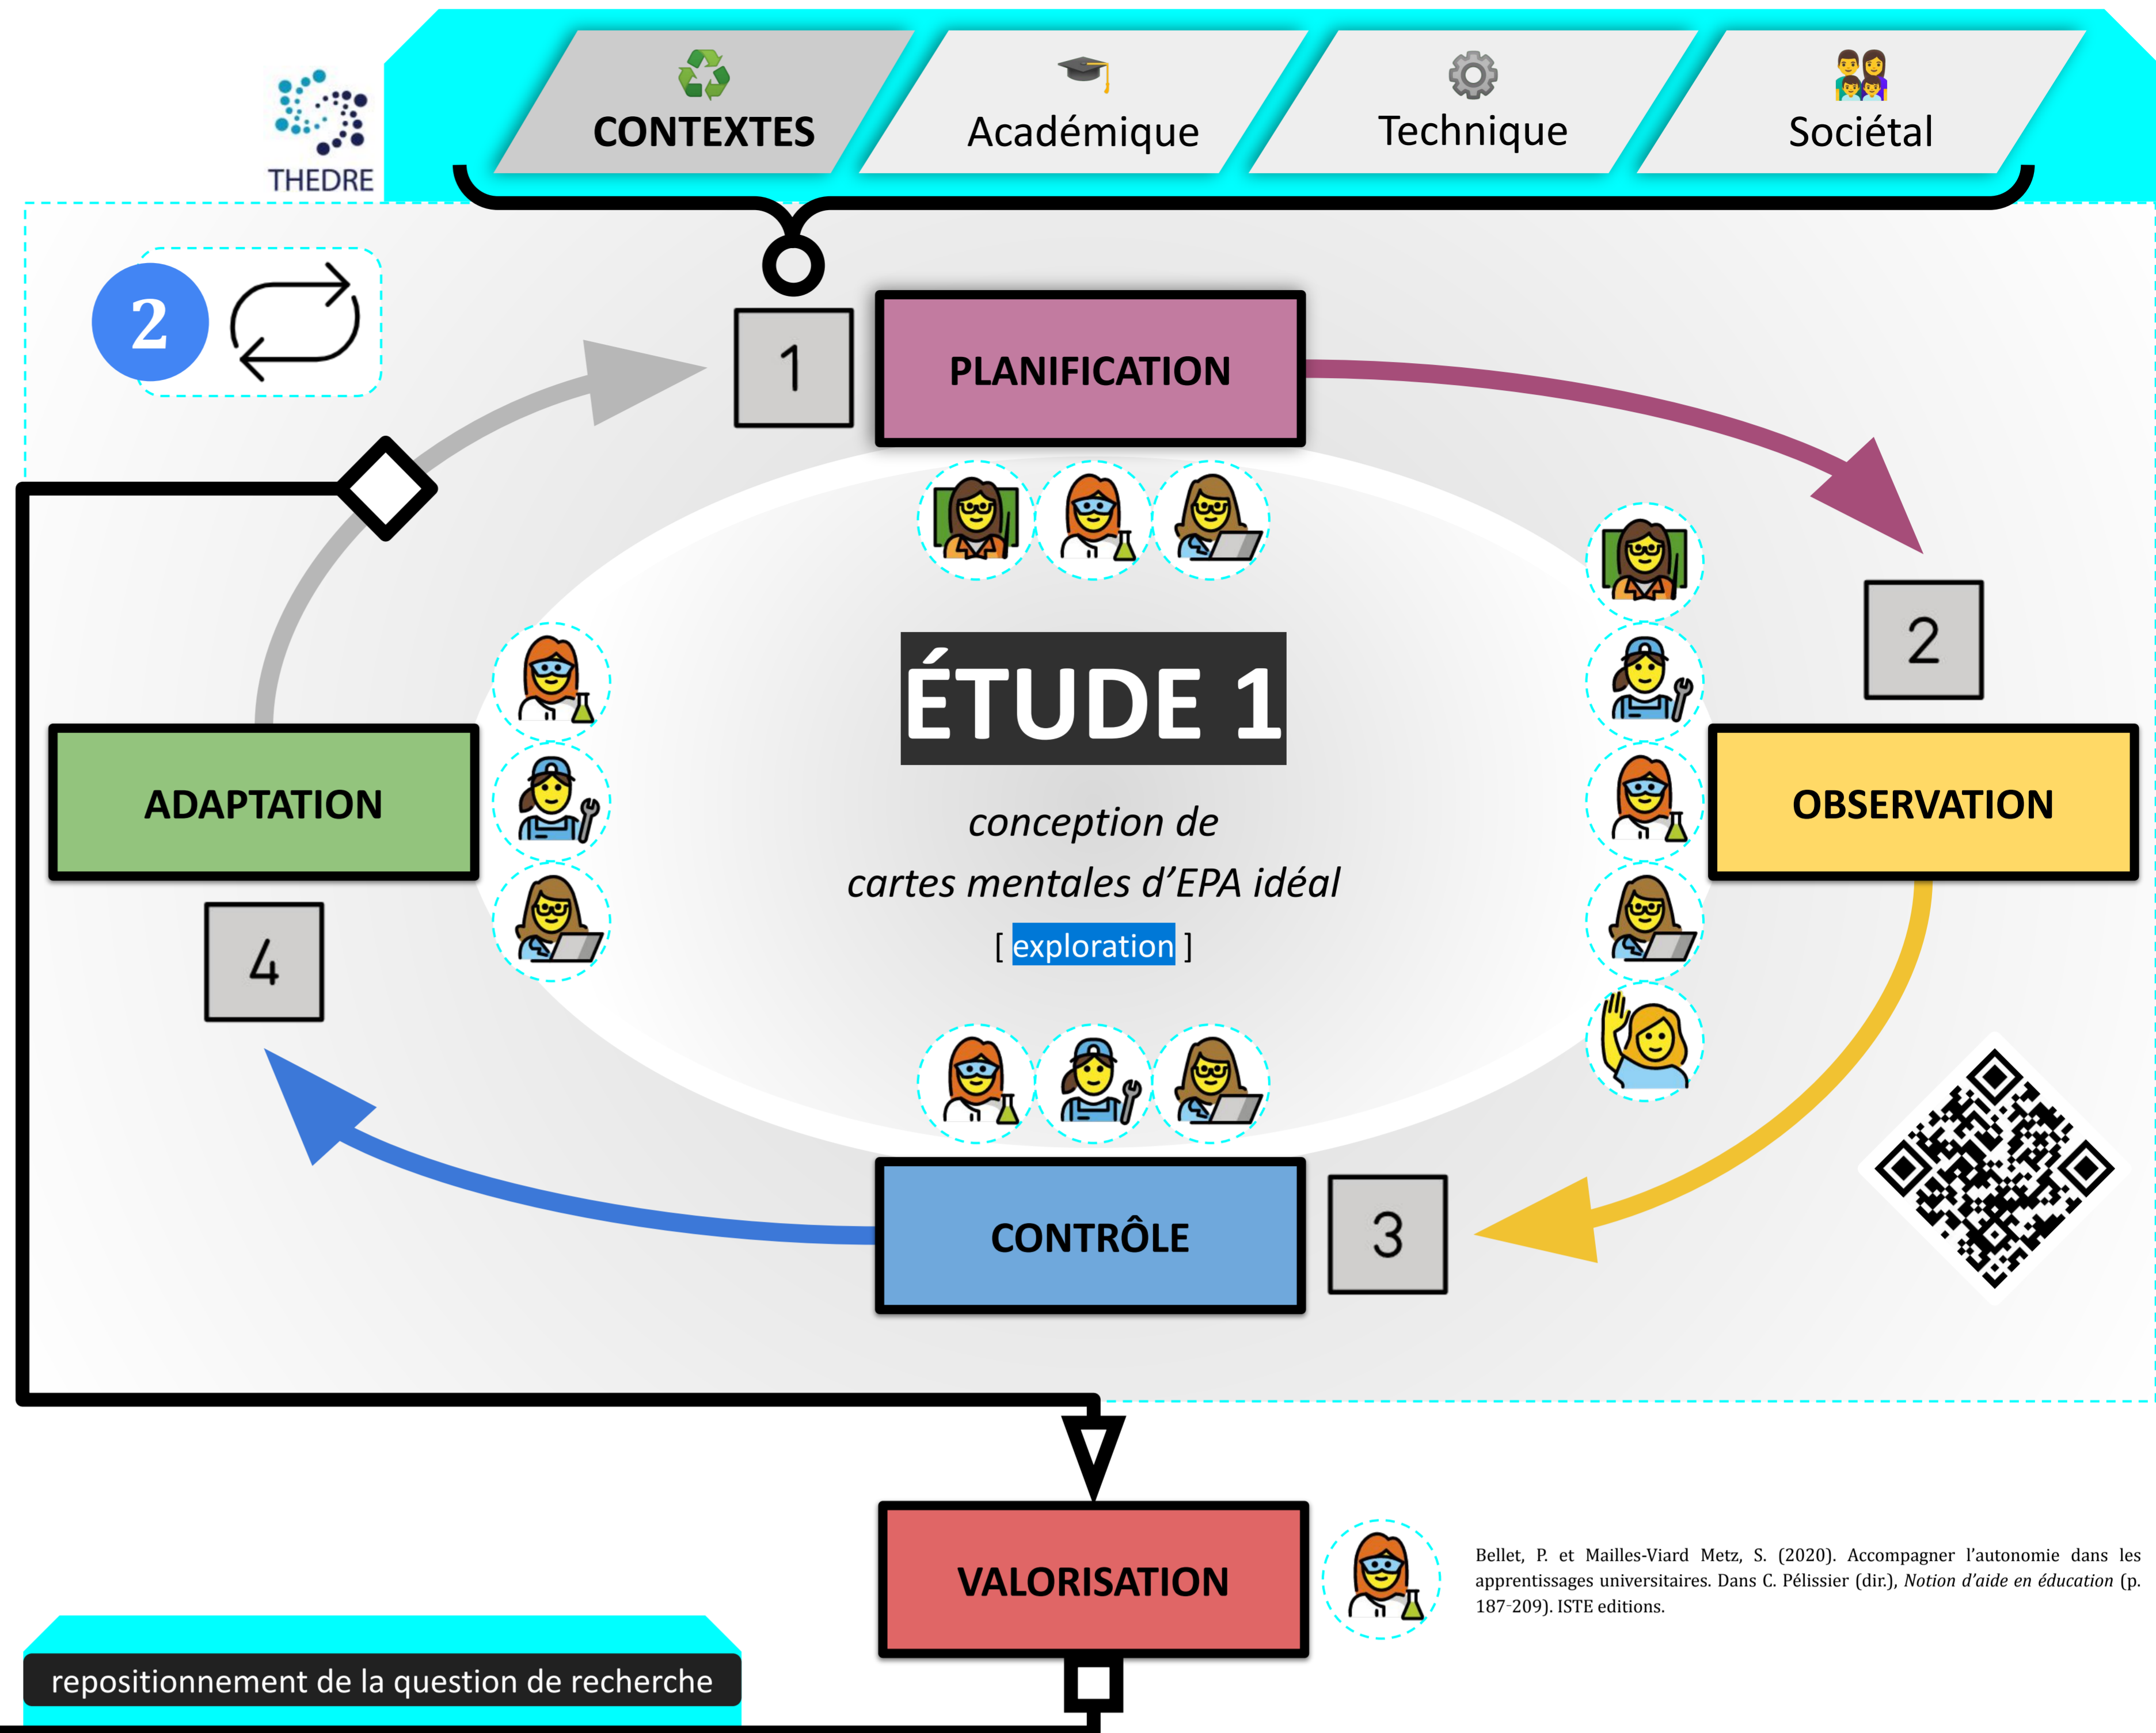 CONTEXTES
Académique
Technique
Sociétal
THEDRE
2
1
PLANIFICATION
2
ÉTUDE 1
ADAPTATION
OBSERVATION
conception de
cartes mentales d’EPA idéal
[ exploration ]
4
CONTRÔLE
3
VALORISATION
Bellet, P. et Mailles-Viard Metz, S. (2020). Accompagner l’autonomie dans les
apprentissages universitaires. Dans C. Pélissier (dir.), Notion d’aide en éducation (p.
187-209). ISTE editions.
repositionnement de la question de recherche